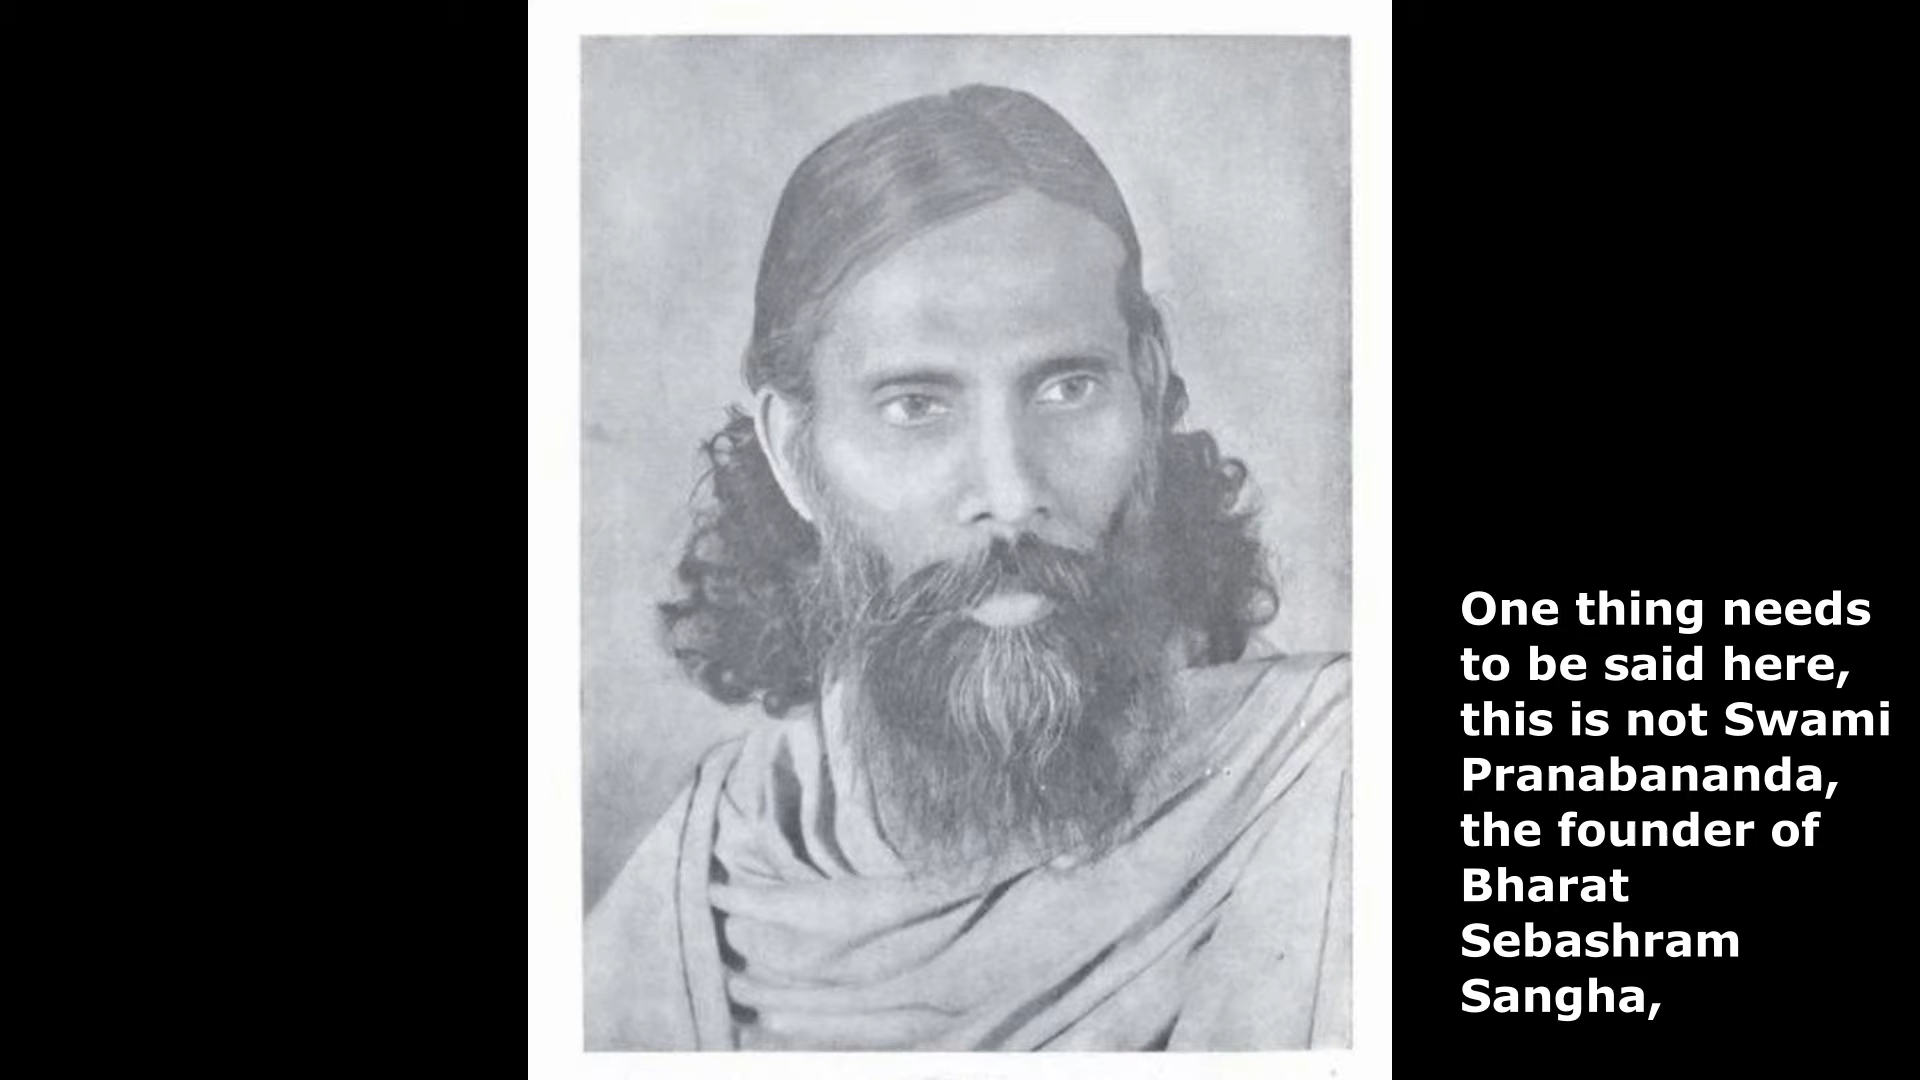 One thing needs
to be said here,
this is not Swami
Pranabananda,
the founder of
Bharat
Sebashram
Sangha,